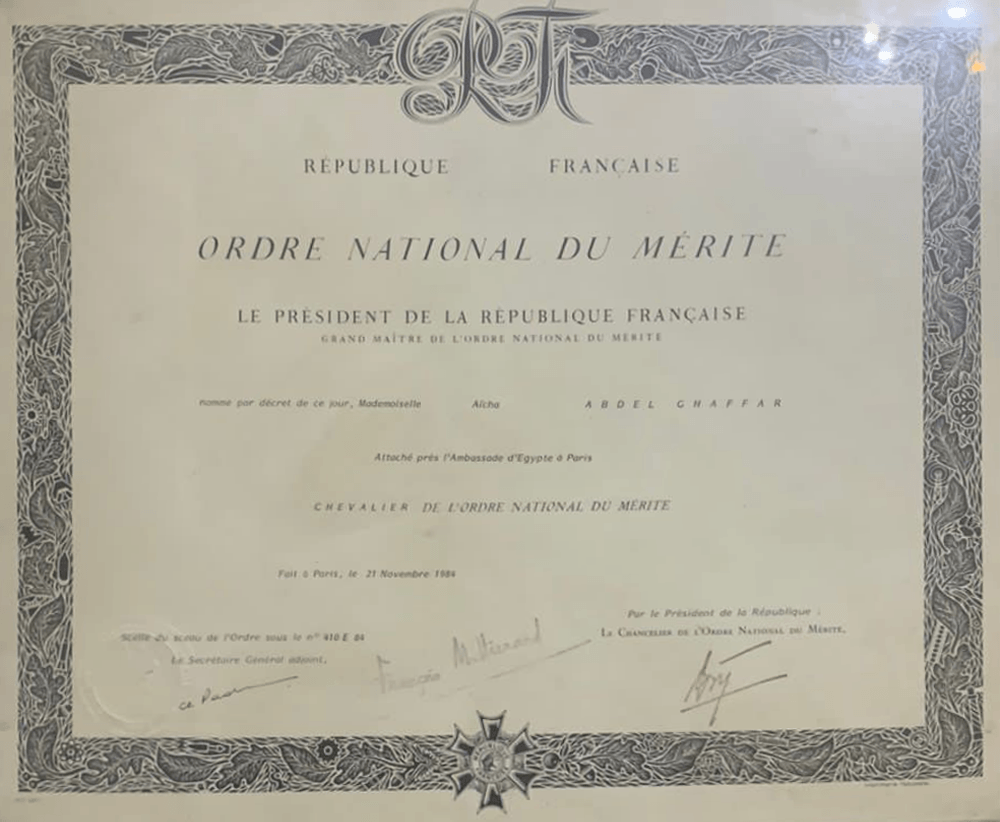 RF
RÉPUBLIQUE FRANÇAISE
ORDRE NATIONAL DU MÉRITE
LE PRÉSIDENT DE LA RÉPUBLIQUE FRANÇAISE
GRAND MAÎTRE DE L'ORDRE NATIONAL DU MÉRITE
nomme par décret de ce jour, Mademoiselle Aïcha ABDEL GHAFFAR
Attaché près l'Ambassade d'Egypte à Paris
CHEVALIER DE L'ORDRE NATIONAL DU MÉRITE
Fait à Paris, le 21 Novembre 1984
Par le Président de la République :
Scellé du sceau de l'Ordre sous le n° 410 E 84
LE CHANCELIER DE L'ORDRE NATIONAL DU MÉRITE,
Le Secrétaire Général adjoint,
François Mitterrand